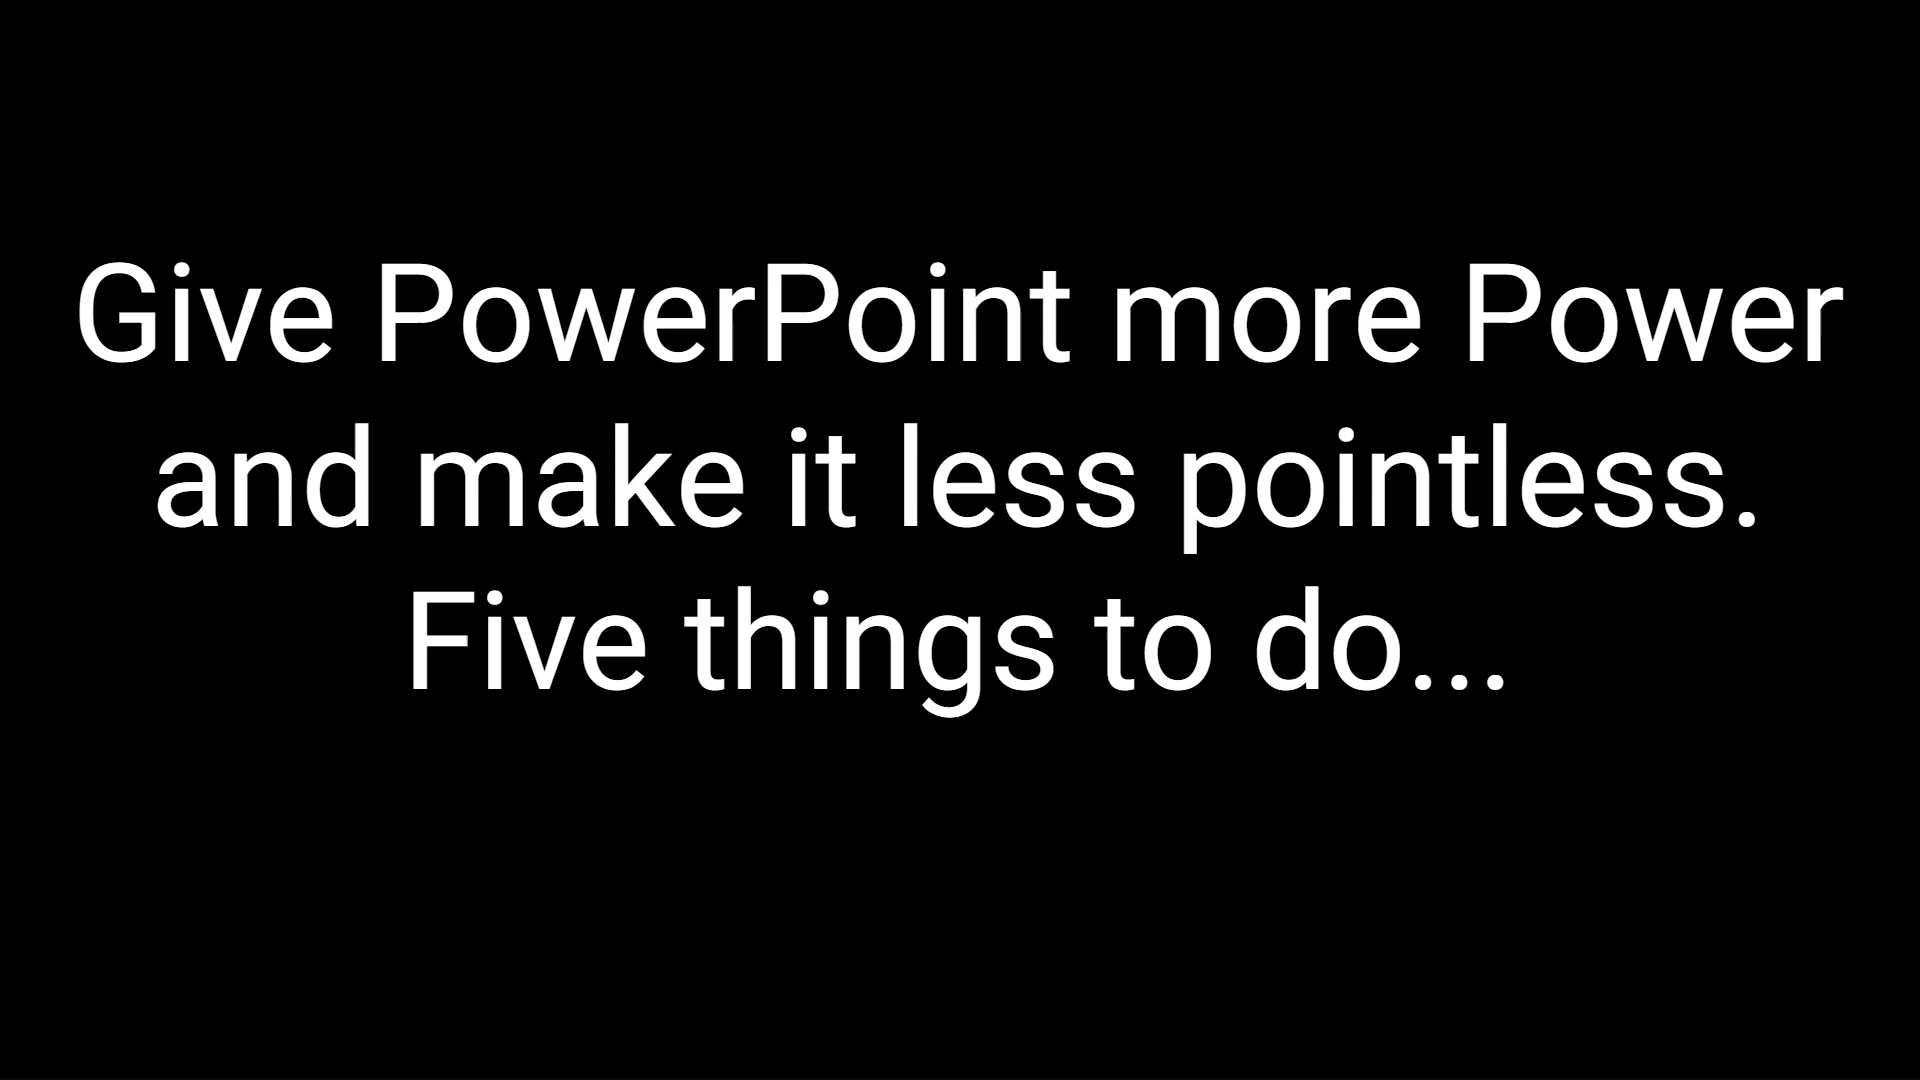 Give PowerPoint more Power
and make it less pointless.
Five things to do...